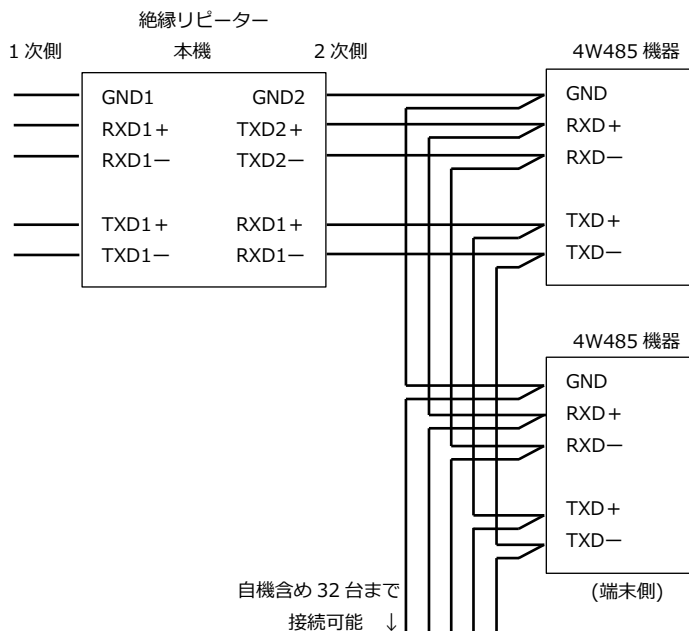 絶縁リピーター
1次側 本機 2次側 4W485 機器
GND1 GND2 GND
RXD1+ TXD2+ RXD+
RXD1- TXD2- RXD-
TXD1+ RXD1+ TXD+
TXD1- RXD1- TXD-
4W485 機器
GND
RXD+
RXD-
TXD+
TXD-
自機含め 32 台まで (端末側)
接続可能 ↓